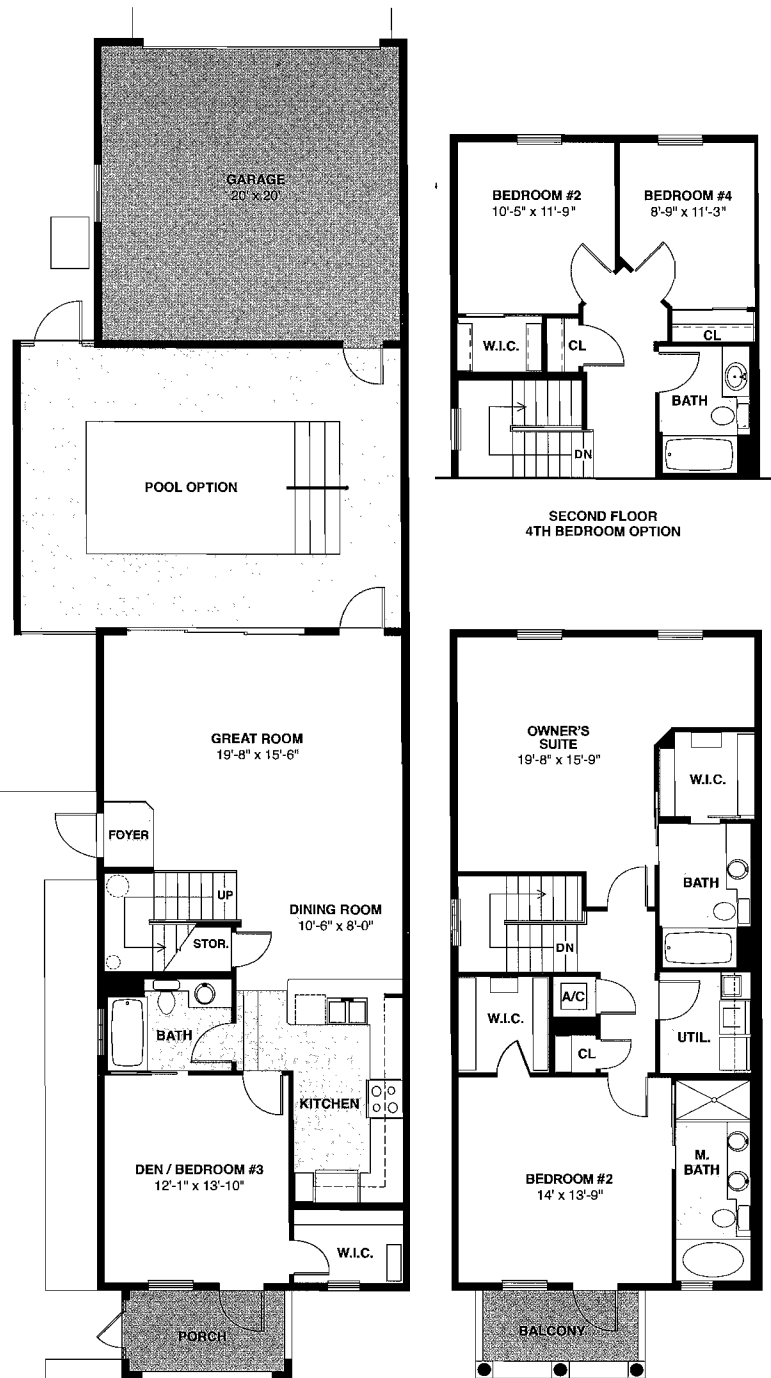 GARAGE
20' x 20'
POOL OPTION
GREAT ROOM
19'-8" x 15'-6"
FOYER
UP
DINING ROOM
10'-6" x 8'-0"
STOR.
BATH
KITCHEN
DEN / BEDROOM #3
12'-1" x 13'-10"
W.I.C.
PORCH
BEDROOM #2
10'-5" x 11'-9"
BEDROOM #4
8'-9" x 11'-3"
W.I.C.
CL
CL
BATH
DN
SECOND FLOOR
4TH BEDROOM OPTION
OWNER'S
SUITE
19'-8" x 15'-9"
W.I.C.
BATH
DN
A/C
W.I.C.
UTIL.
CL
M.
BATH
BEDROOM #2
14' x 13'-9"
BALCONY